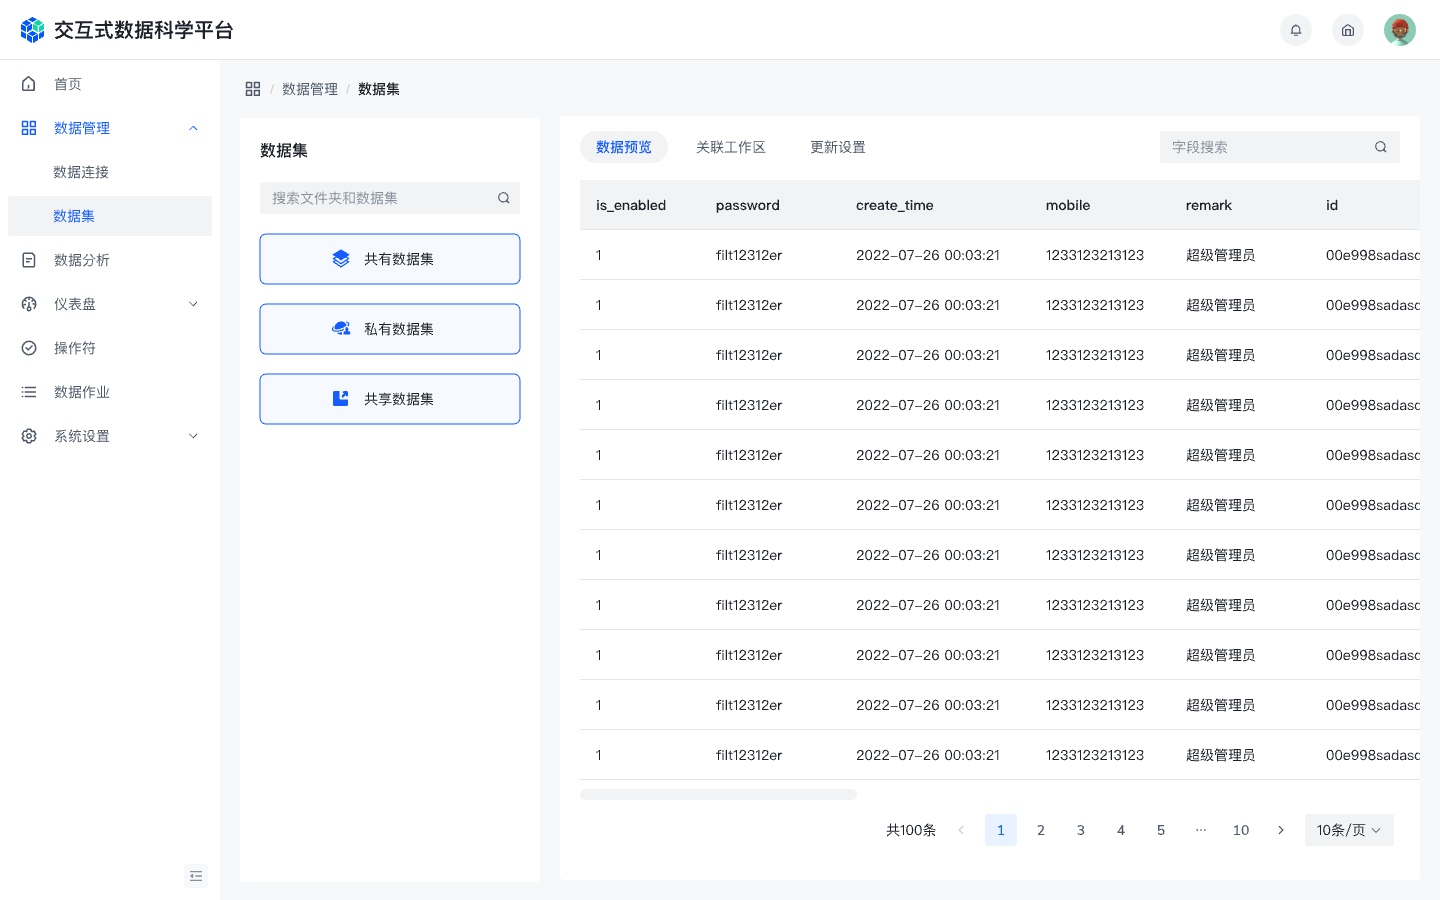 交互式数据科学平台
首页
数据管理
数据连接
数据集
数据分析
仪表盘
操作符
数据作业
系统设置
/ 数据管理 / 数据集
数据集
搜索文件夹和数据集
共有数据集
私有数据集
共享数据集
数据预览 关联工作区 更新设置 字段搜索
is_enabled password create_time mobile remark id
1 filt12312er 2022-07-26 00:03:21 1233123213123 超级管理员 00e998sadasd
1 filt12312er 2022-07-26 00:03:21 1233123213123 超级管理员 00e998sadasd
1 filt12312er 2022-07-26 00:03:21 1233123213123 超级管理员 00e998sadasd
1 filt12312er 2022-07-26 00:03:21 1233123213123 超级管理员 00e998sadasd
1 filt12312er 2022-07-26 00:03:21 1233123213123 超级管理员 00e998sadasd
1 filt12312er 2022-07-26 00:03:21 1233123213123 超级管理员 00e998sadasd
1 filt12312er 2022-07-26 00:03:21 1233123213123 超级管理员 00e998sadasd
1 filt12312er 2022-07-26 00:03:21 1233123213123 超级管理员 00e998sadasd
1 filt12312er 2022-07-26 00:03:21 1233123213123 超级管理员 00e998sadasd
1 filt12312er 2022-07-26 00:03:21 1233123213123 超级管理员 00e998sadasd
1 filt12312er 2022-07-26 00:03:21 1233123213123 超级管理员 00e998sadasd
共100条 1 2 3 4 5 ··· 10 10条/页